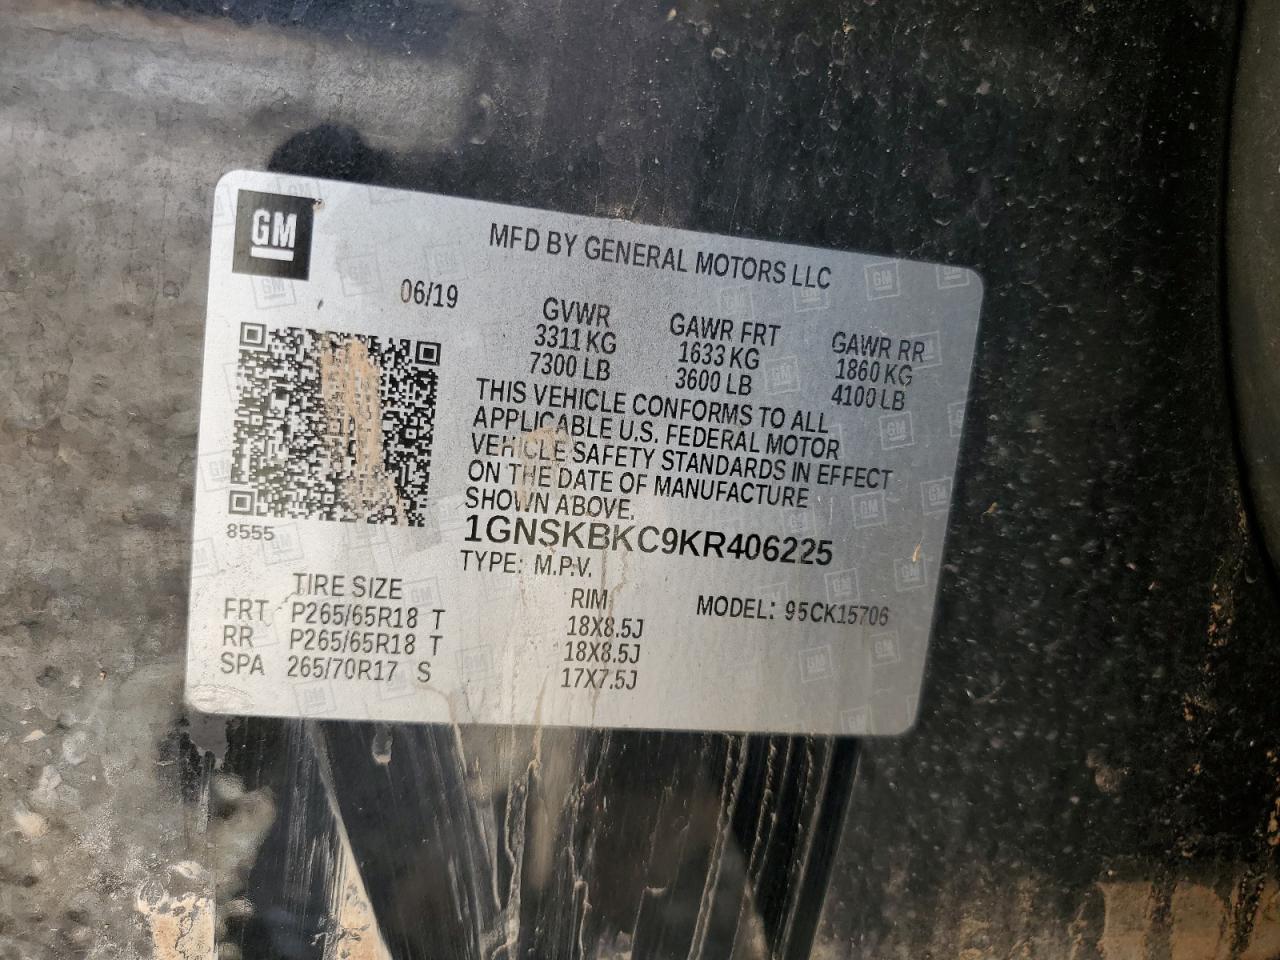 GM
MFD BY GENERAL MOTORS LLC
06/19
GVWR GAWR FRT GAWR RR
3311 KG 1633 KG 1860 KG
7300 LB 3600 LB 4100 LB
THIS VEHICLE CONFORMS TO ALL
APPLICABLE U.S. FEDERAL MOTOR
VEHICLE SAFETY STANDARDS IN EFFECT
ON THE DATE OF MANUFACTURE
SHOWN ABOVE.
8555
1GNSKBKC9KR406225
TYPE: M.P.V.
TIRE SIZE RIM MODEL: 95CK15706
FRT P265/65R18 T 18X8.5J
RR P265/65R18 T 18X8.5J
SPA 265/70R17 S 17X7.5J